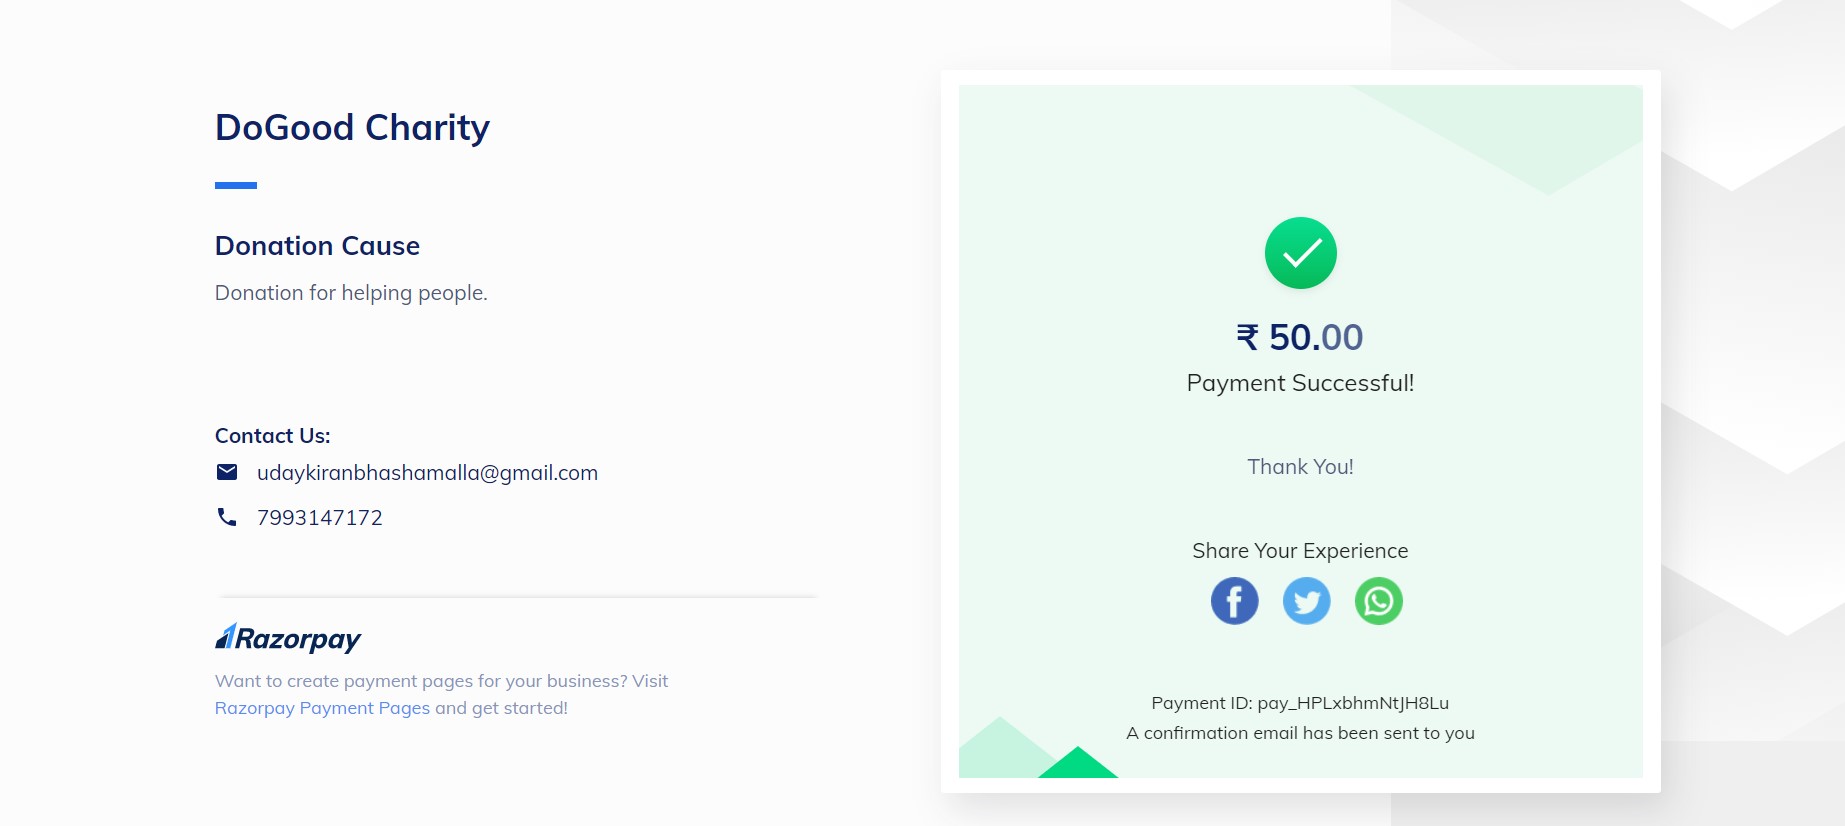 DoGood Charity
Donation Cause
Donation for helping people.
Contact Us:
udaykiranbhashamalla@gmail.com
7993147172
Razorpay
Want to create payment pages for your business? Visit
Razorpay Payment Pages and get started!
₹ 50.00
Payment Successful!
Thank You!
Share Your Experience
Payment ID: pay_HPLxbhmNtJH8Lu
A confirmation email has been sent to you